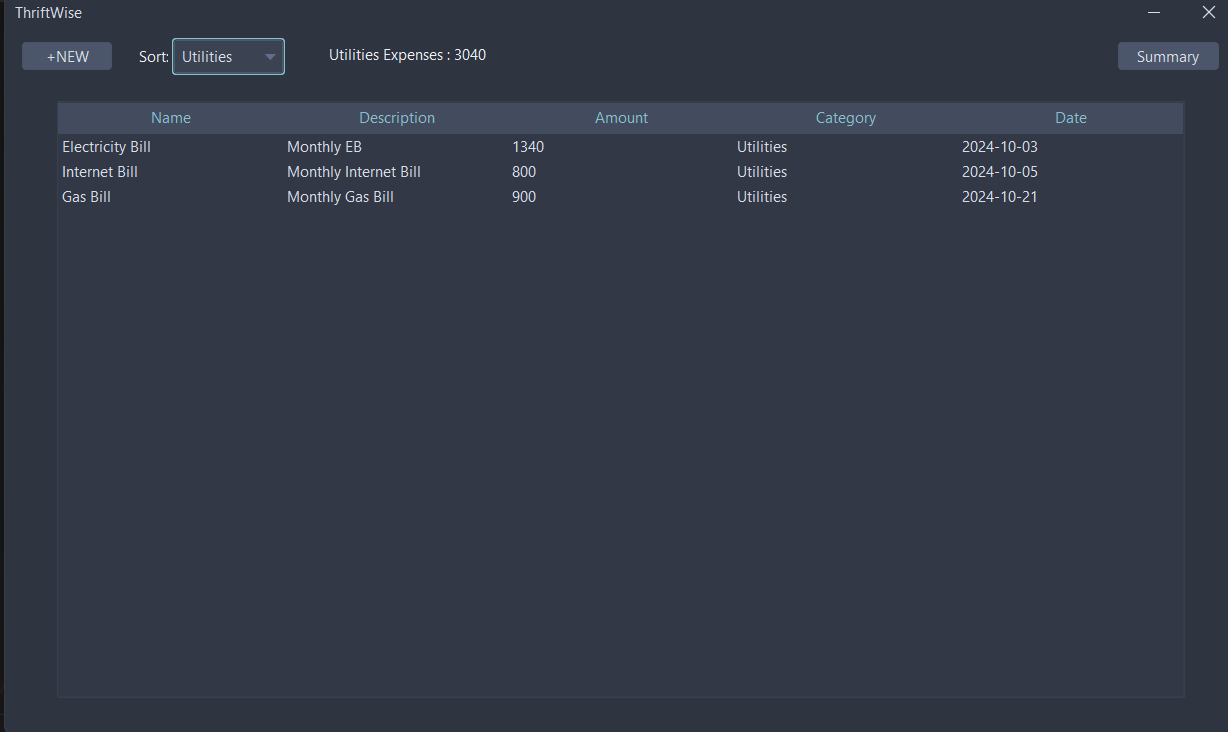 ThriftWise
+NEW Sort: Utilities Utilities Expenses : 3040 Summary
Name Description Amount Category Date
Electricity Bill Monthly EB 1340 Utilities 2024-10-03
Internet Bill Monthly Internet Bill 800 Utilities 2024-10-05
Gas Bill Monthly Gas Bill 900 Utilities 2024-10-21